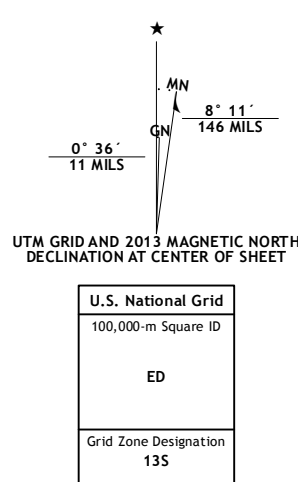 MN
GN
8° 11´
146 MILS
0° 36´
11 MILS
UTM GRID AND 2013 MAGNETIC NORTH
DECLINATION AT CENTER OF SHEET
U.S. National Grid
100,000-m Square ID
ED
Grid Zone Designation
13S